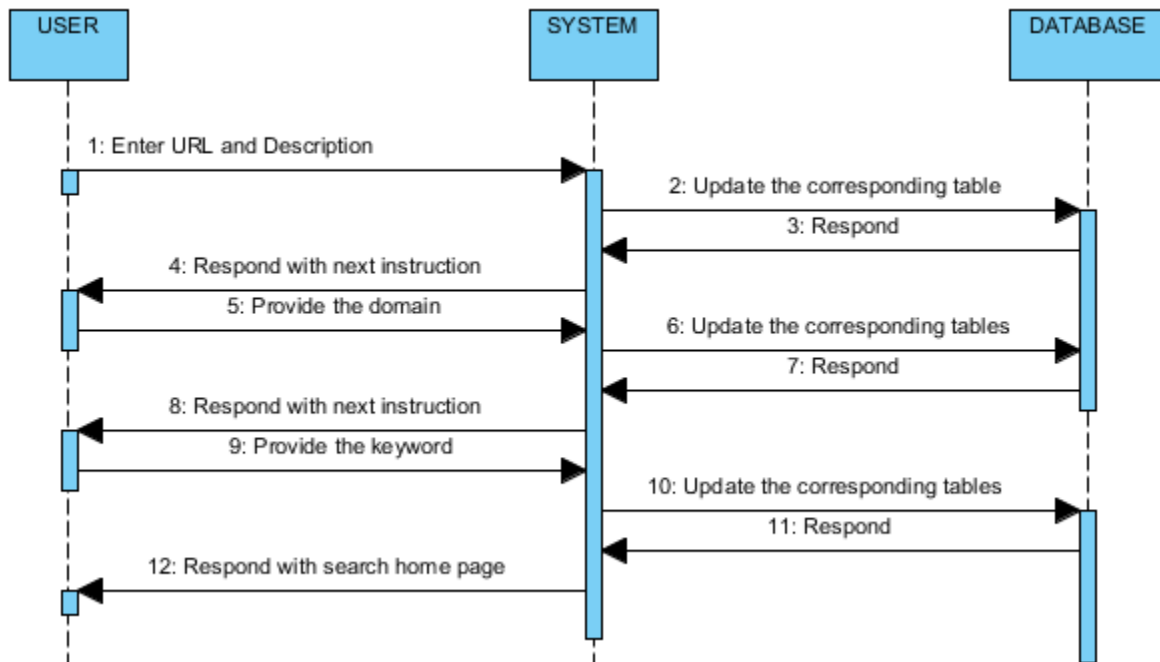 USER
SYSTEM
DATABASE
1: Enter URL and Description
2: Update the corresponding table
3: Respond
4: Respond with next instruction
5: Provide the domain
6: Update the corresponding tables
7: Respond
8: Respond with next instruction
9: Provide the keyword
10: Update the corresponding tables
11: Respond
12: Respond with search home page